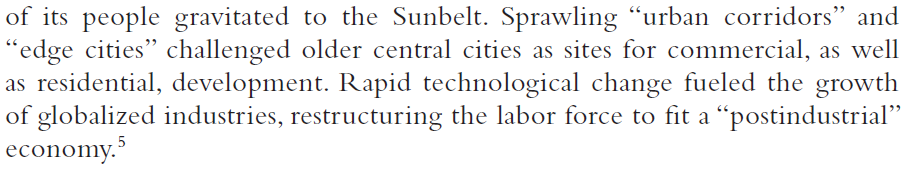 of its people gravitated to the Sunbelt. Sprawling “urban corridors” and
“edge cities” challenged older central cities as sites for commercial, as well
as residential, development. Rapid technological change fueled the growth
of globalized industries, restructuring the labor force to fit a “postindustrial”
economy.⁵